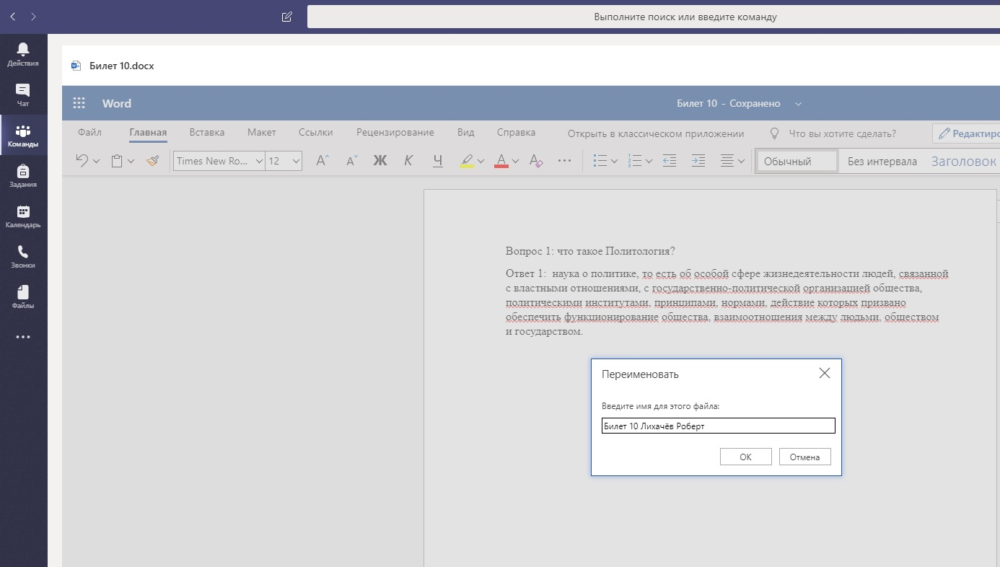 Выполните поиск или введите команду
Действия
Чат
Команды
Задания
Календарь
Звонки
Файлы
Билет 10.docx
Word
Билет 10 - Сохранено
Файл Главная Вставка Макет Ссылки Рецензирование Вид Справка Открыть в классическом приложении Что вы хотите сделать? Редактиро
Times New Ro... 12 A A Ж К Ч A A Обычный Без интервала Заголовок
Вопрос 1: что такое Политология?
Ответ 1: наука о политике, то есть об особой сфере жизнедеятельности людей, связанной
с властными отношениями, с государственно-политической организацией общества,
политическими институтами, принципами, нормами, действие которых призвано
обеспечить функционирование общества, взаимоотношения между людьми, обществом
и государством.
Переименовать
Введите имя для этого файла:
Билет 10 Лихачёв Роберт
ОК Отмена